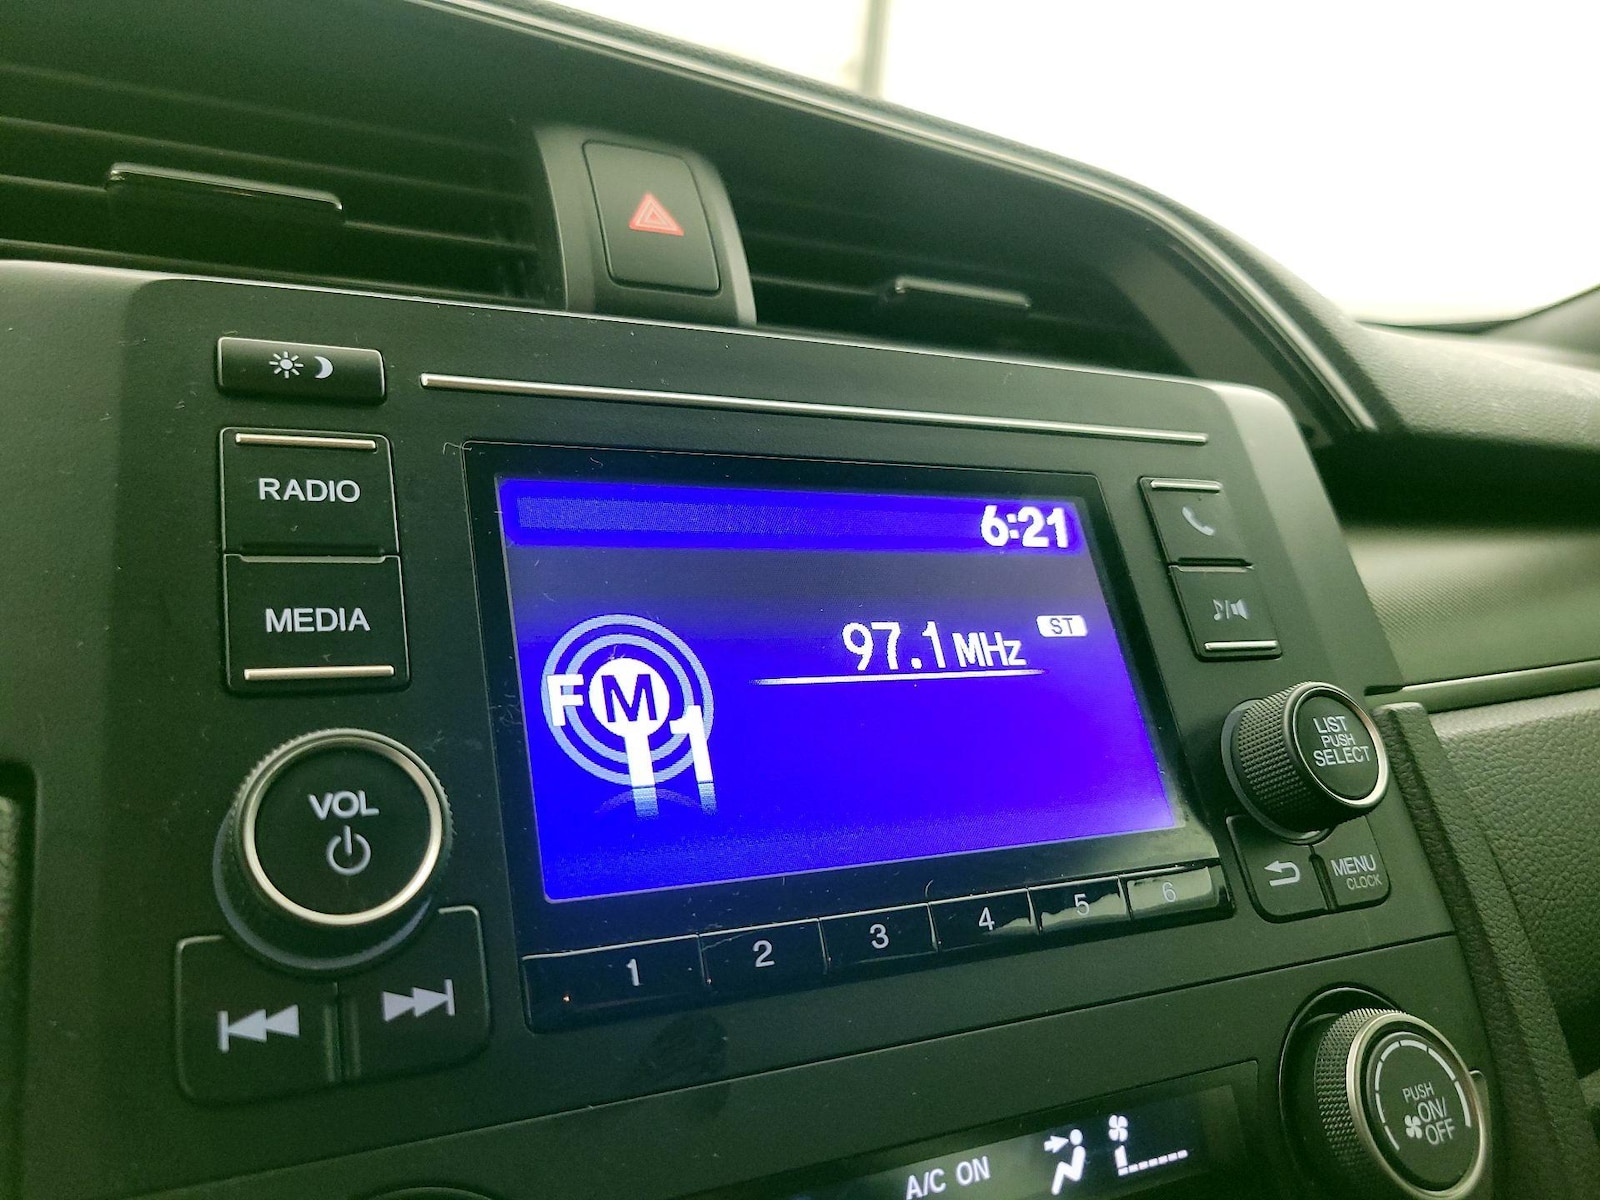 RADIO
MEDIA
VOL
6:21
97.1 MHz
ST
FM
1
LIST
PUSH
SELECT
MENU
CLOCK
1 2 3 4 5 6
PUSH
ON/
OFF
A/C ON